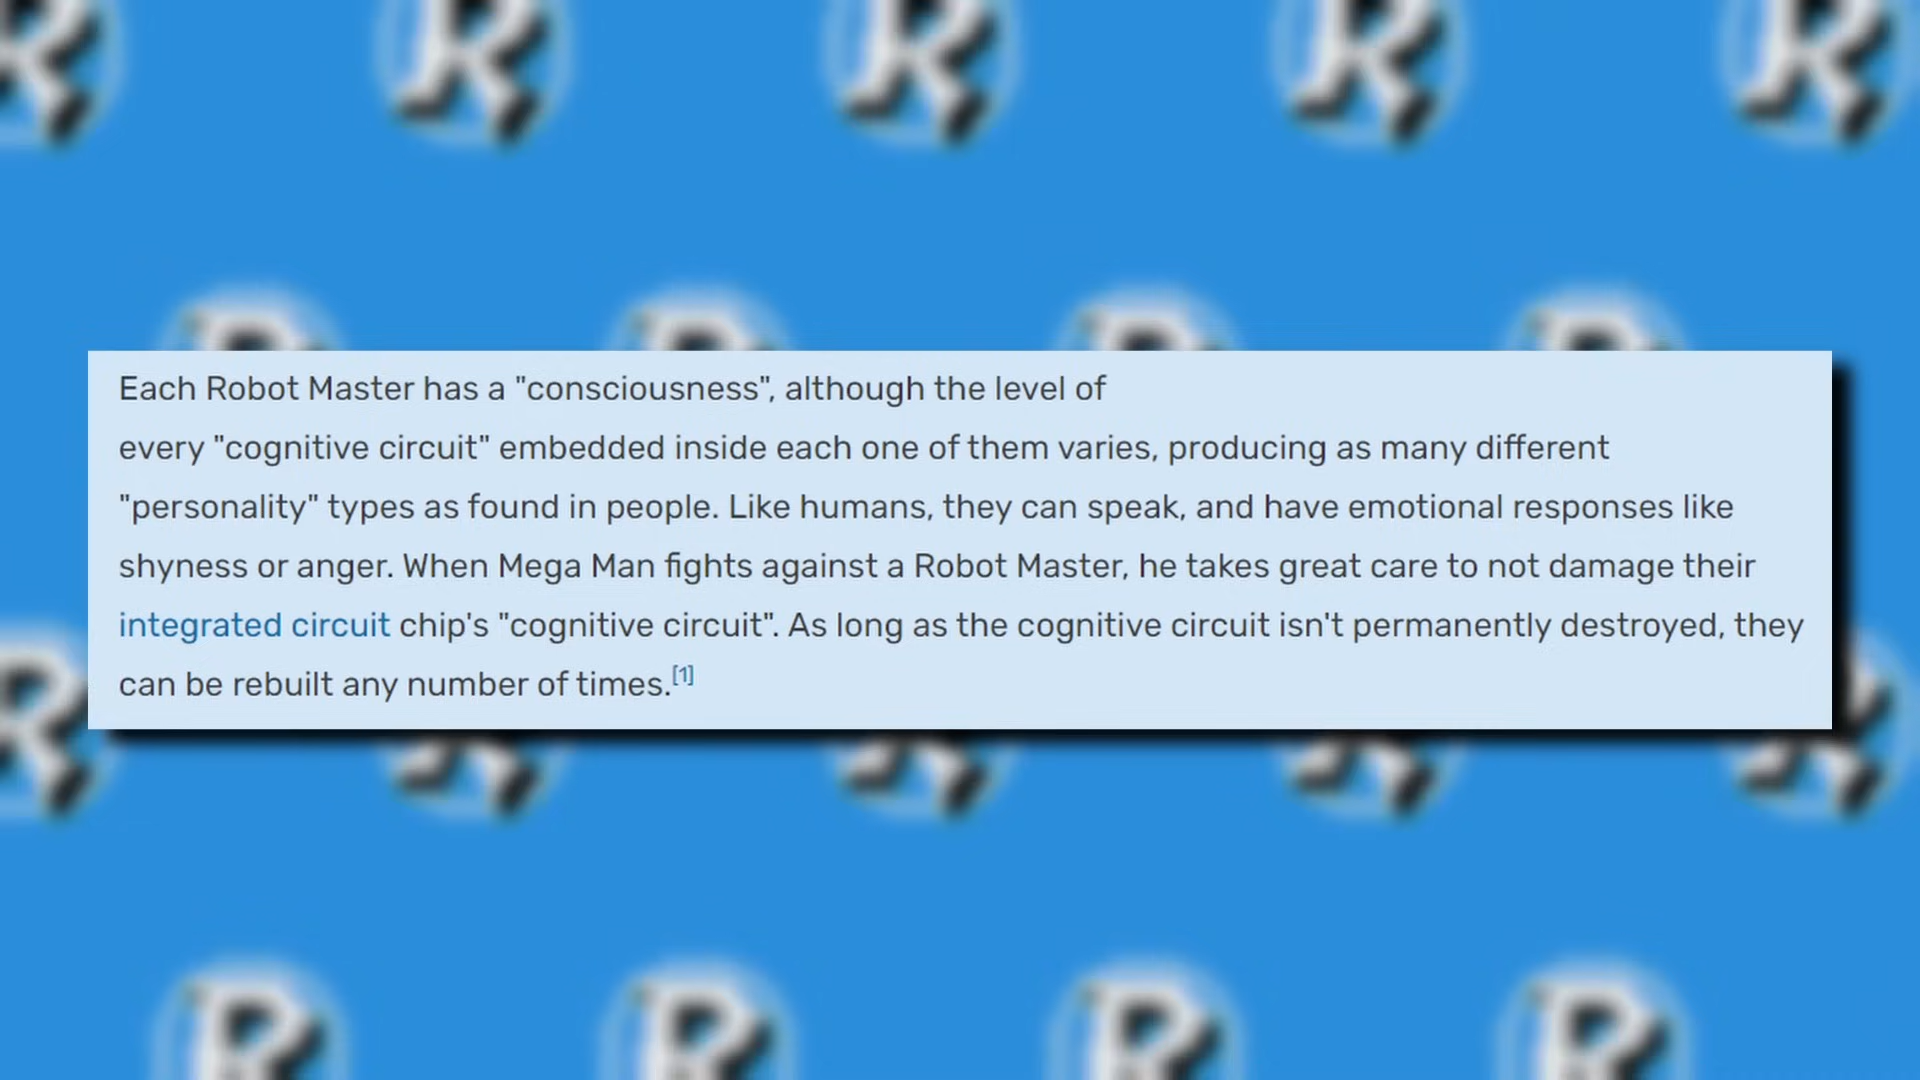 Each Robot Master has a "consciousness", although the level of
every "cognitive circuit" embedded inside each one of them varies, producing as many different
"personality" types as found in people. Like humans, they can speak, and have emotional responses like
shyness or anger. When Mega Man fights against a Robot Master, he takes great care to not damage their
integrated circuit chip's "cognitive circuit". As long as the cognitive circuit isn't permanently destroyed, they
can be rebuilt any number of times.[1]